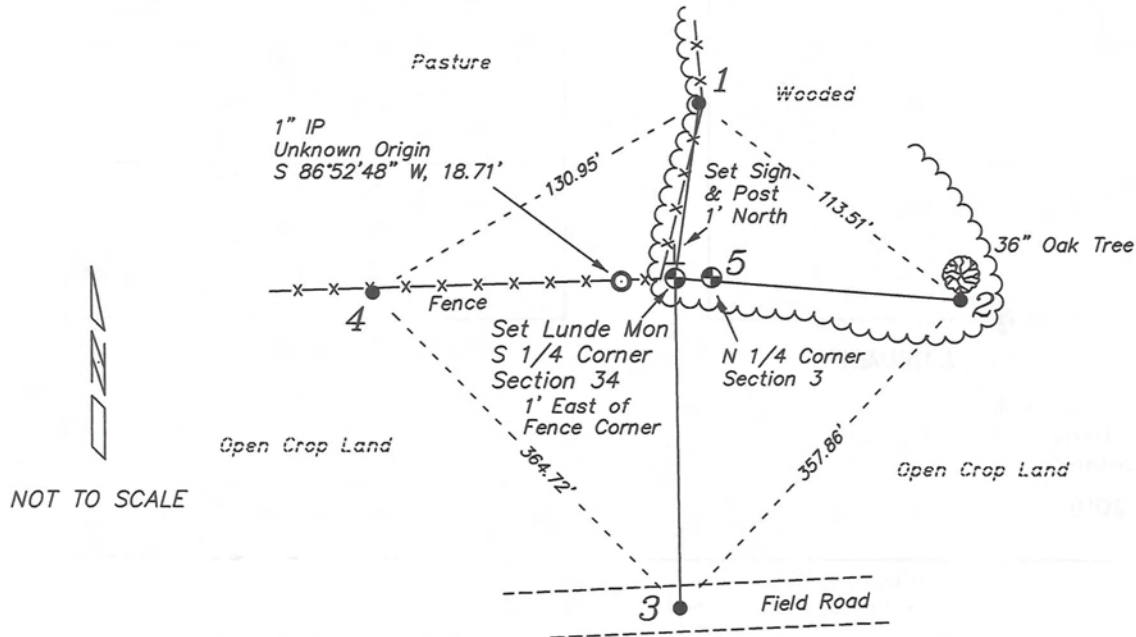 Pasture
1
Wooded
1" IP
Unknown Origin
S 86°52'48" W, 18.71'
130.95'
Set Sign
& Post
1' North
113.51'
36" Oak Tree
5
2
4
Fence
Set Lunde Mon
S 1/4 Corner
Section 34
1' East of
Fence Corner
N 1/4 Corner
Section 3
N
Open Crop Land
364.72'
357.86'
Open Crop Land
NOT TO SCALE
3
Field Road